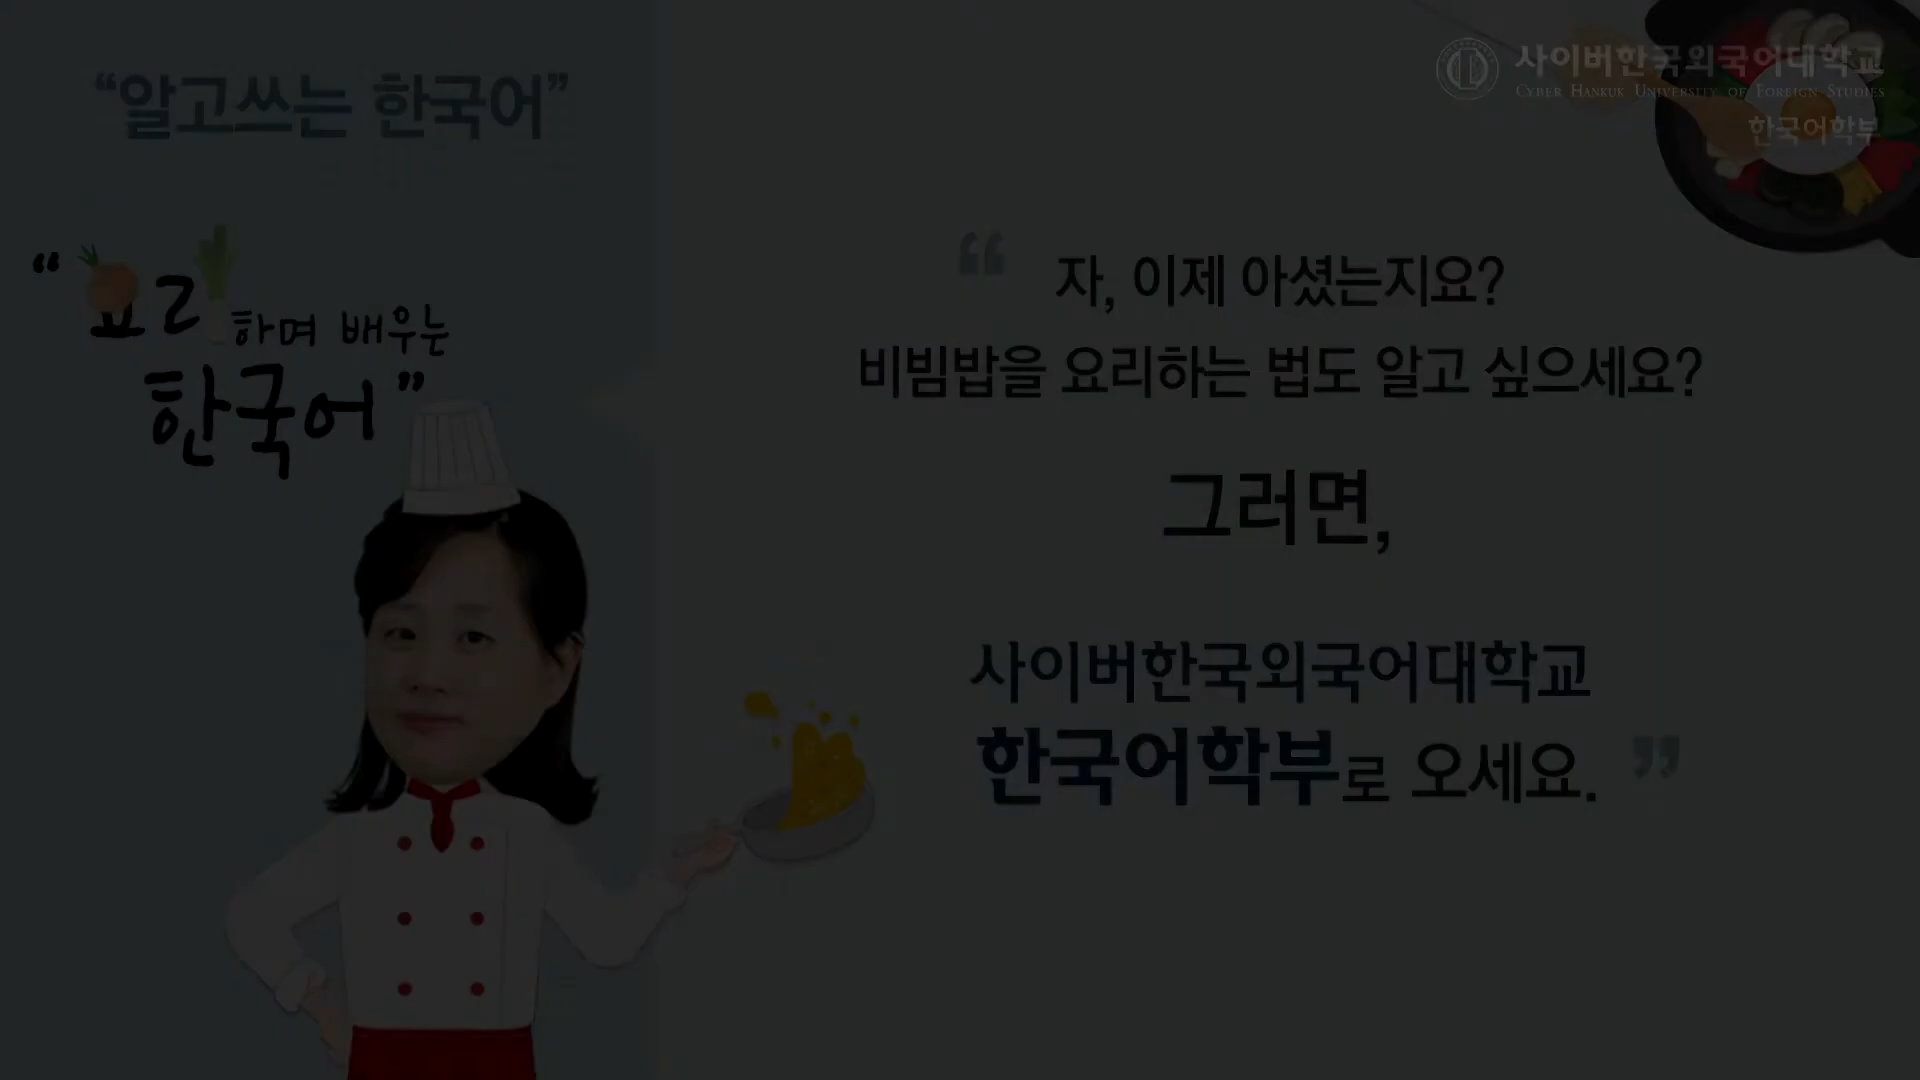 “알고쓰는 한국어”
“요리하며 배우는
한국어”
사이버한국외국어대학교
CYBER HANKUK UNIVERSITY OF FOREIGN STUDIES
한국어학부
“ 자, 이제 아셨는지요?
비빔밥을 요리하는 법도 알고 싶으세요?
그러면,
사이버한국외국어대학교
한국어학부로 오세요. ”